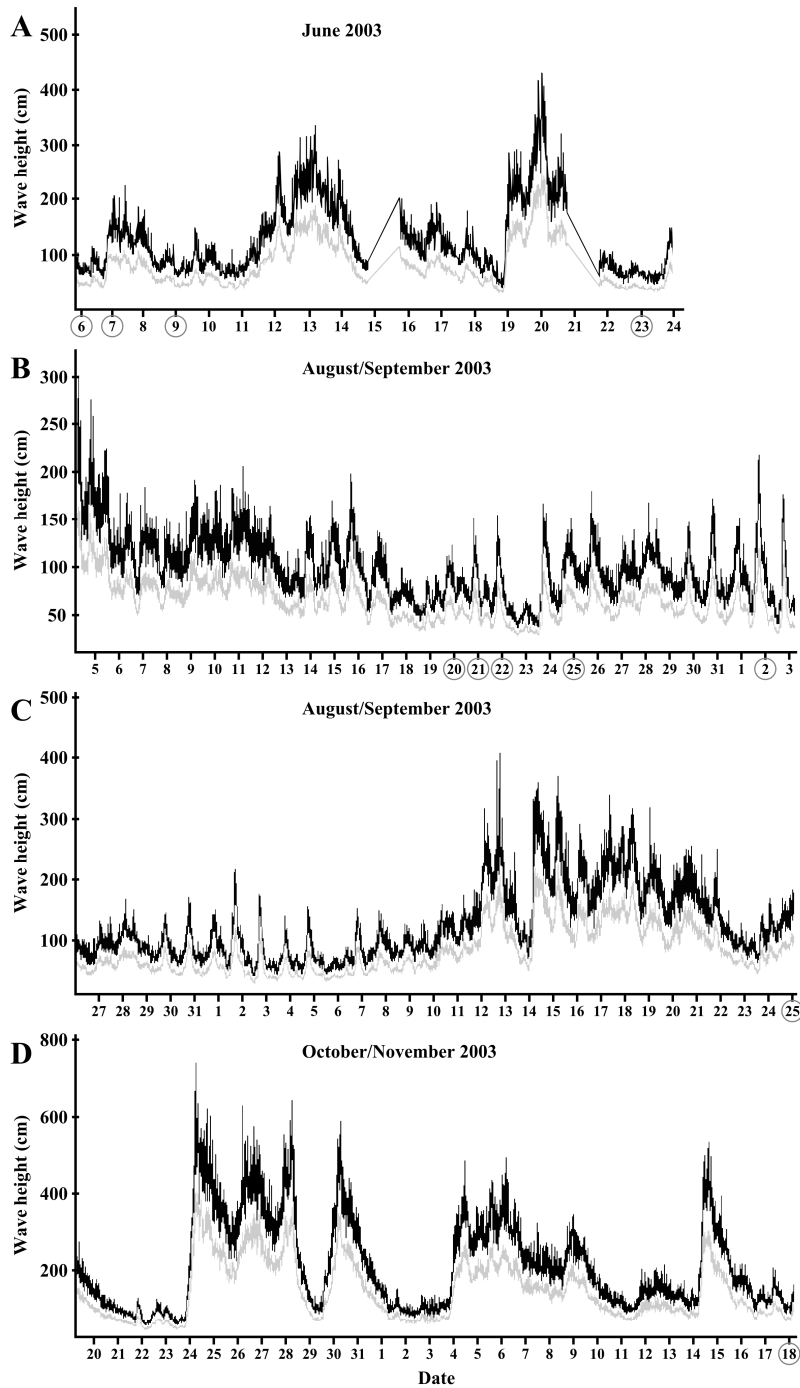 A
June 2003
Wave height (cm)
500
400
300
200
100
6 7 8 9 10 11 12 13 14 15 16 17 18 19 20 21 22 23 24
B
August/September 2003
Wave height (cm)
300
250
200
150
100
50
5 6 7 8 9 10 11 12 13 14 15 16 17 18 19 20 21 22 23 24 25 26 27 28 29 30 31 1 2 3
C
August/September 2003
Wave height (cm)
500
400
300
200
100
27 28 29 30 31 1 2 3 4 5 6 7 8 9 10 11 12 13 14 15 16 17 18 19 20 21 22 23 24 25
D
October/November 2003
Wave height (cm)
800
600
400
200
20 21 22 23 24 25 26 27 28 29 30 31 1 2 3 4 5 6 7 8 9 10 11 12 13 14 15 16 17 18
Date